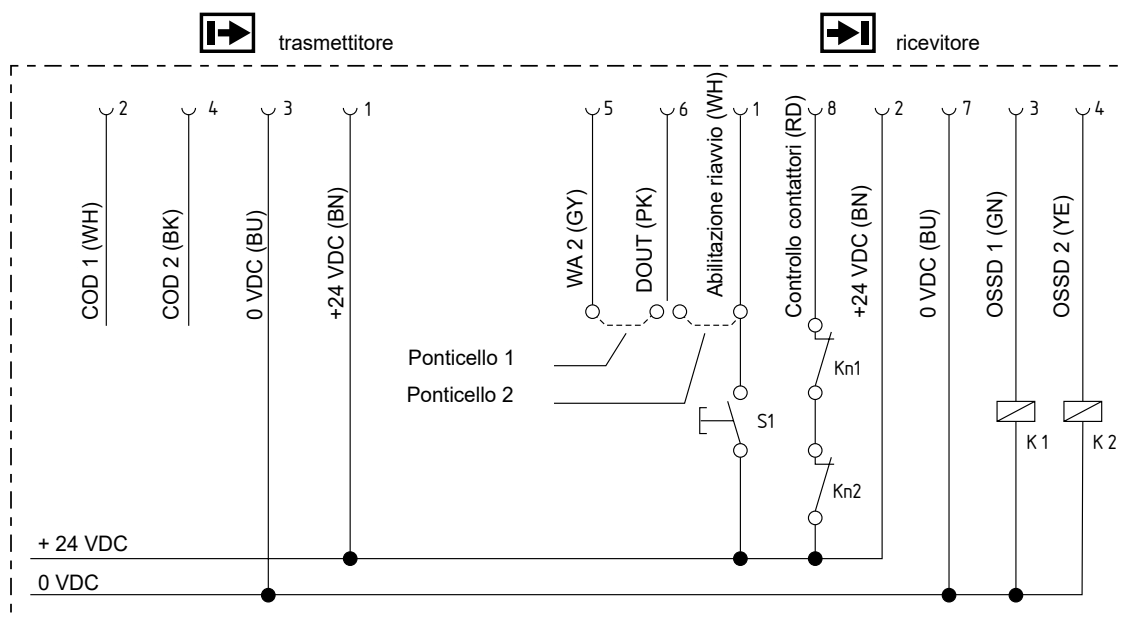 trasmettitore
ricevitore
2
4
3
1
5
6
1
8
2
7
3
4
COD 1 (WH)
COD 2 (BK)
0 VDC (BU)
+24 VDC (BN)
WA 2 (GY)
DOUT (PK)
Abilitazione riavvio (WH)
Controllo contattori (RD)
+24 VDC (BN)
0 VDC (BU)
OSSD 1 (GN)
OSSD 2 (YE)
Ponticello 1
Ponticello 2
Kn1
S1
K 1
K 2
Kn2
+ 24 VDC
0 VDC